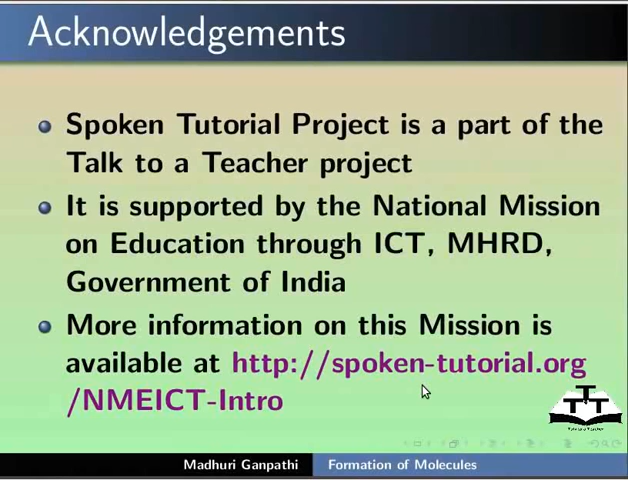 Acknowledgements
Spoken Tutorial Project is a part of the
Talk to a Teacher project
It is supported by the National Mission
on Education through ICT, MHRD,
Government of India
More information on this Mission is
available at http://spoken-tutorial.org
/NMEICT-Intro
TTT
Madhuri Ganpathi Formation of Molecules